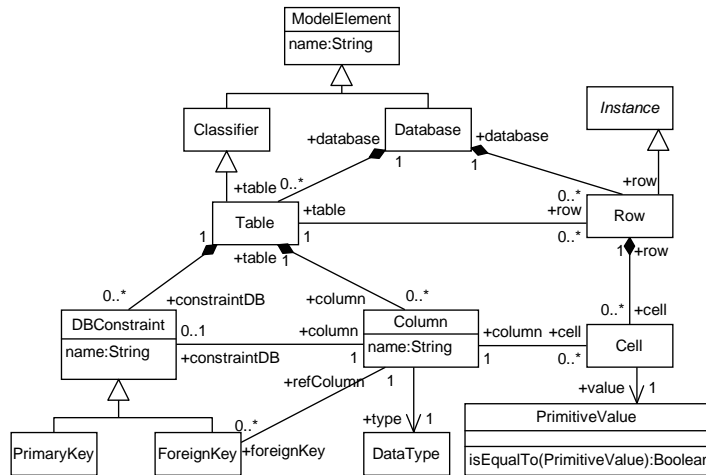 ModelElement
name:String
Classifier
Database
Instance
+database
+database
1
1
+table
0..*
0..*
+row
Table
+table
+row
Row
1
1
0..*
1
+row
+table
1
0..*
+constraintDB
+column
0..*
0..*
+cell
DBConstraint
name:String
0..1
+column
Column
name:String
+column
+cell
Cell
+constraintDB
1
1
0..*
+refColumn
1
+value
1
0..*
+foreignKey
+type
1
PrimitiveValue
isEqualTo(PrimitiveValue):Boolean
PrimaryKey
ForeignKey
DataType